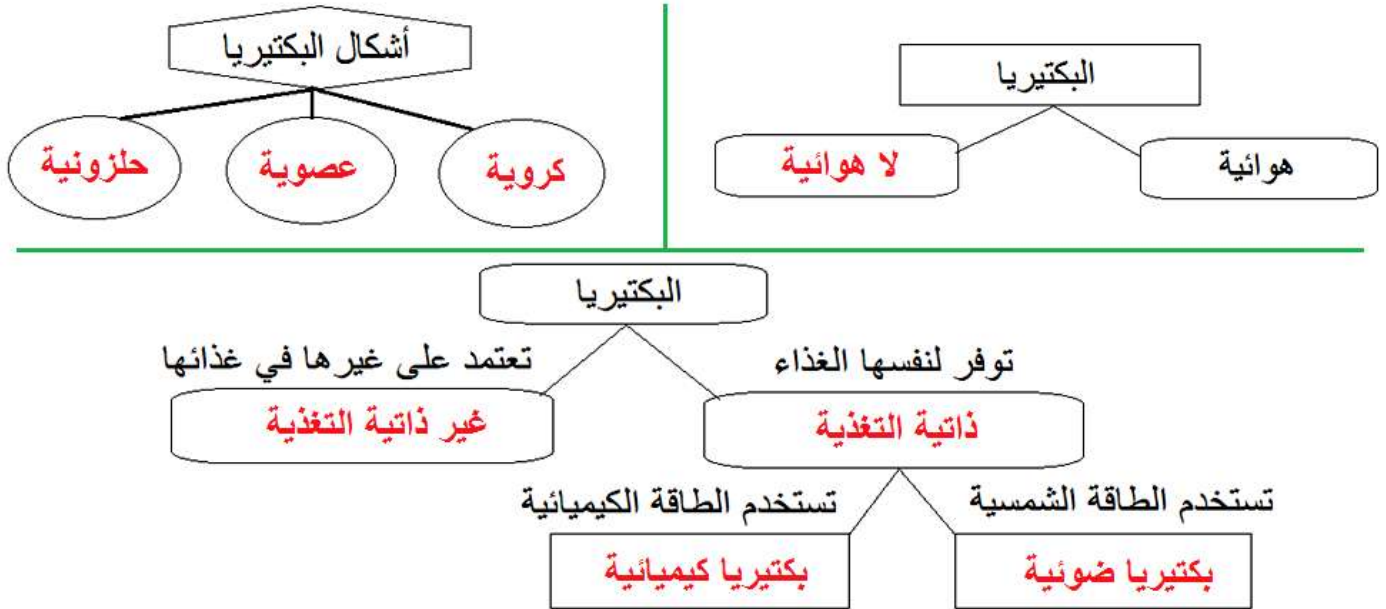 أشكال البكتيريا
كروية
عصوية
حلزونية
البكتيريا
هوائية
لا هوائية
البكتيريا
توفر لنفسها الغذاء
تعتمد على غيرها في غذائها
ذاتية التغذية
غير ذاتية التغذية
تستخدم الطاقة الشمسية
تستخدم الطاقة الكيميائية
بكتيريا ضوئية
بكتيريا كيميائية